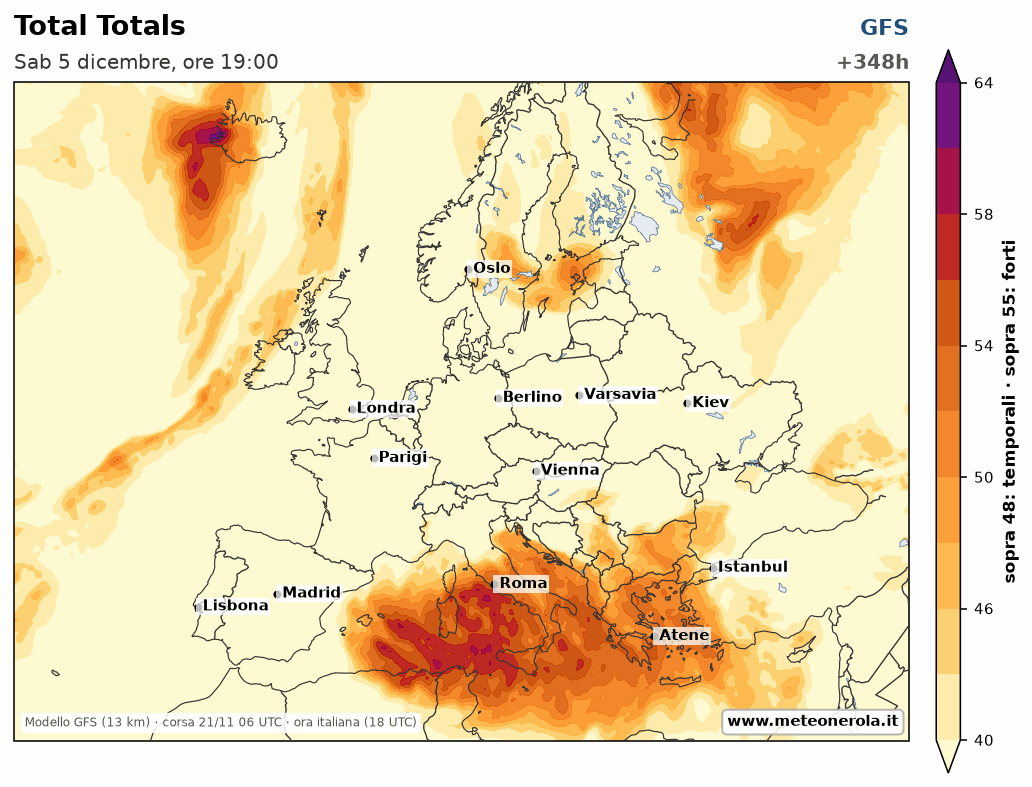 Total Totals
GFS
Sab 5 dicembre, ore 19:00
+348h
64
58
54
50
46
40
sopra 48: temporali · sopra 55: forti
Oslo
Londra
Berlino
Varsavia
Kiev
Parigi
Vienna
Istanbul
Roma
Madrid
Lisbona
Atene
Modello GFS (13 km) · corsa 21/11 06 UTC · ora italiana (18 UTC)
www.meteonerola.it